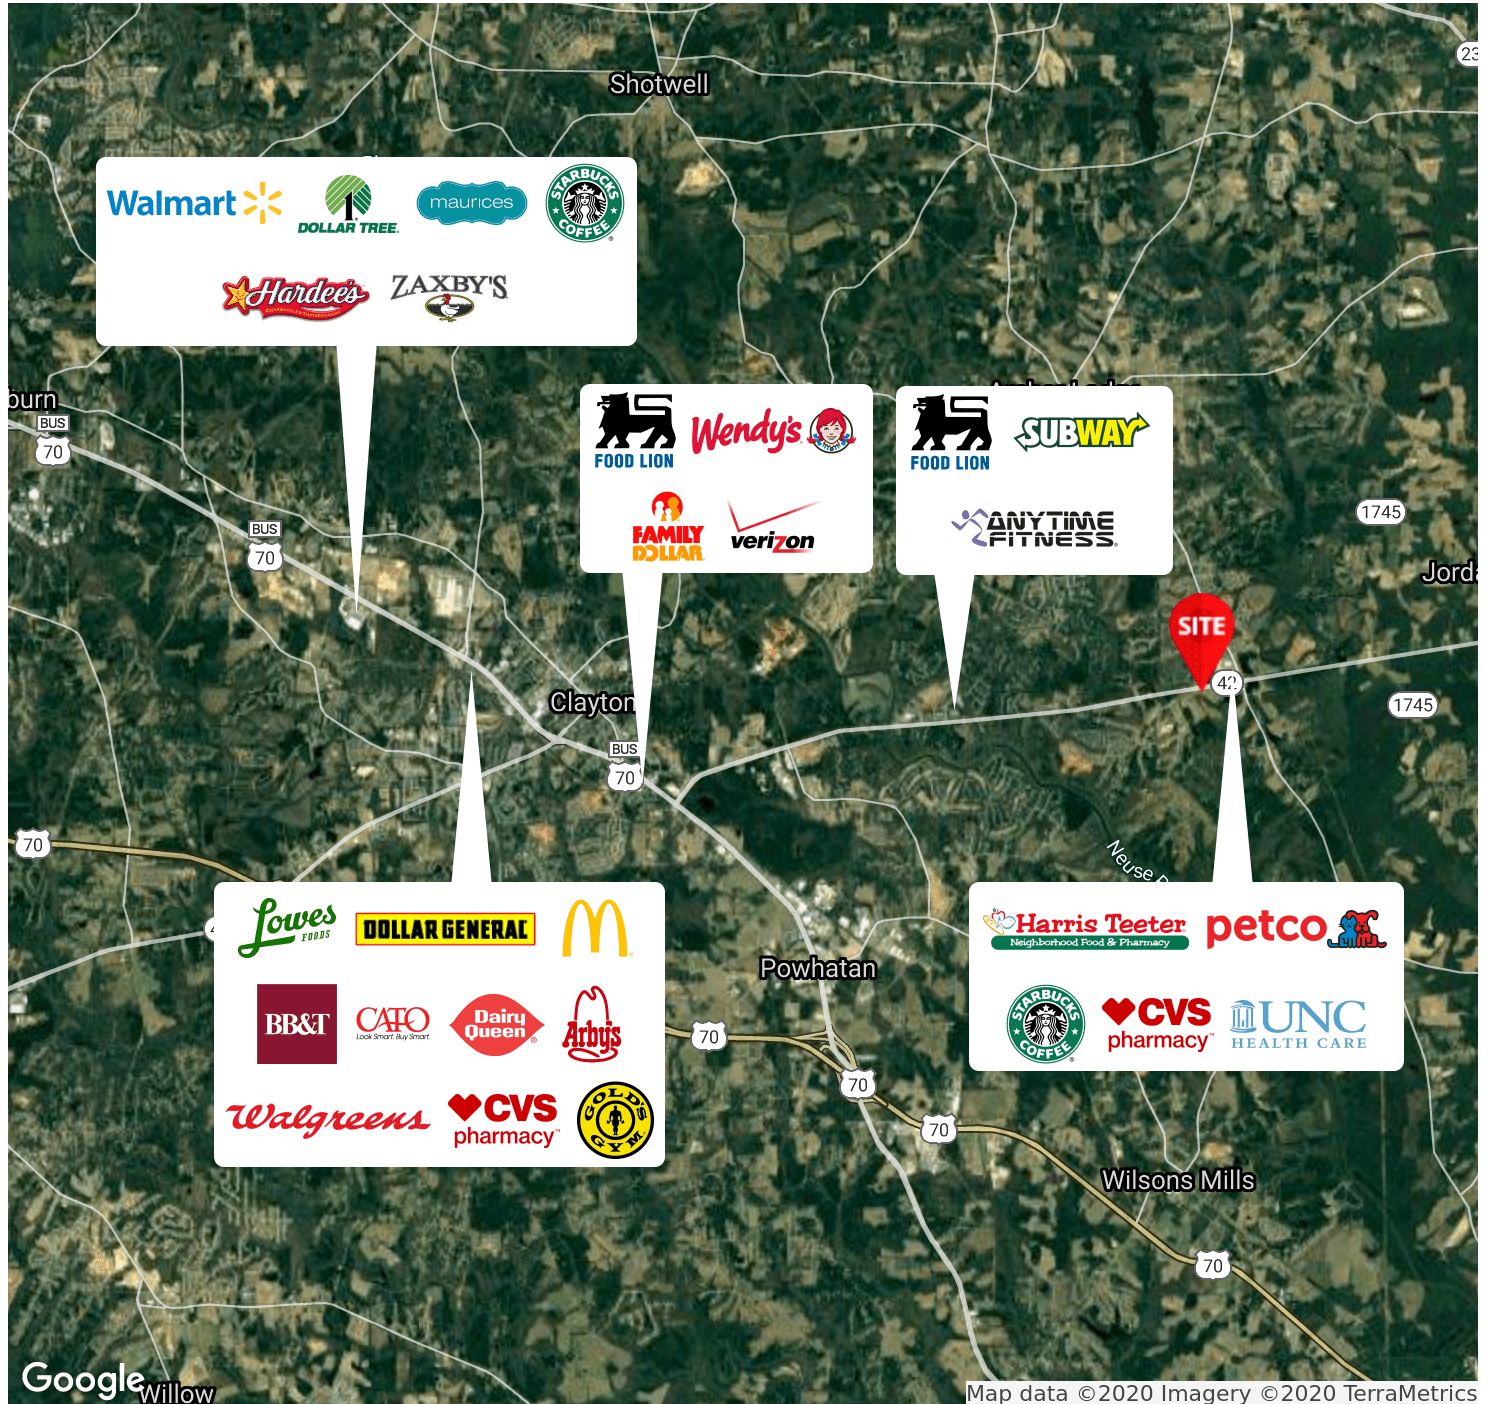 Shotwell
23
Walmart
DOLLAR TREE
maurices
STARBUCKS
COFFEE
Hardee's
ZAXBY'S
burn
BUS
70
BUS
70
FOOD LION
Wendy's
FAMILY
DOLLAR
verizon
FOOD LION
SUBWAY
ANYTIME
FITNESS
1745
Jorda
SITE
42
1745
Clayton
BUS
70
70
Neuse
Lowes
FOODS
DOLLAR GENERAL
BB&T
CATO
Look Smart. Buy Smart.
Dairy
Queen
Arby's
Walgreens
CVS
pharmacy
GOLD'S
GYM
Powhatan
70
70
70
Harris Teeter
Neighborhood Food & Pharmacy
petco
STARBUCKS
COFFEE
CVS
pharmacy
UNC
HEALTH CARE
Wilsons Mills
70
Google
Willow
Map data ©2020 Imagery ©2020 TerraMetrics